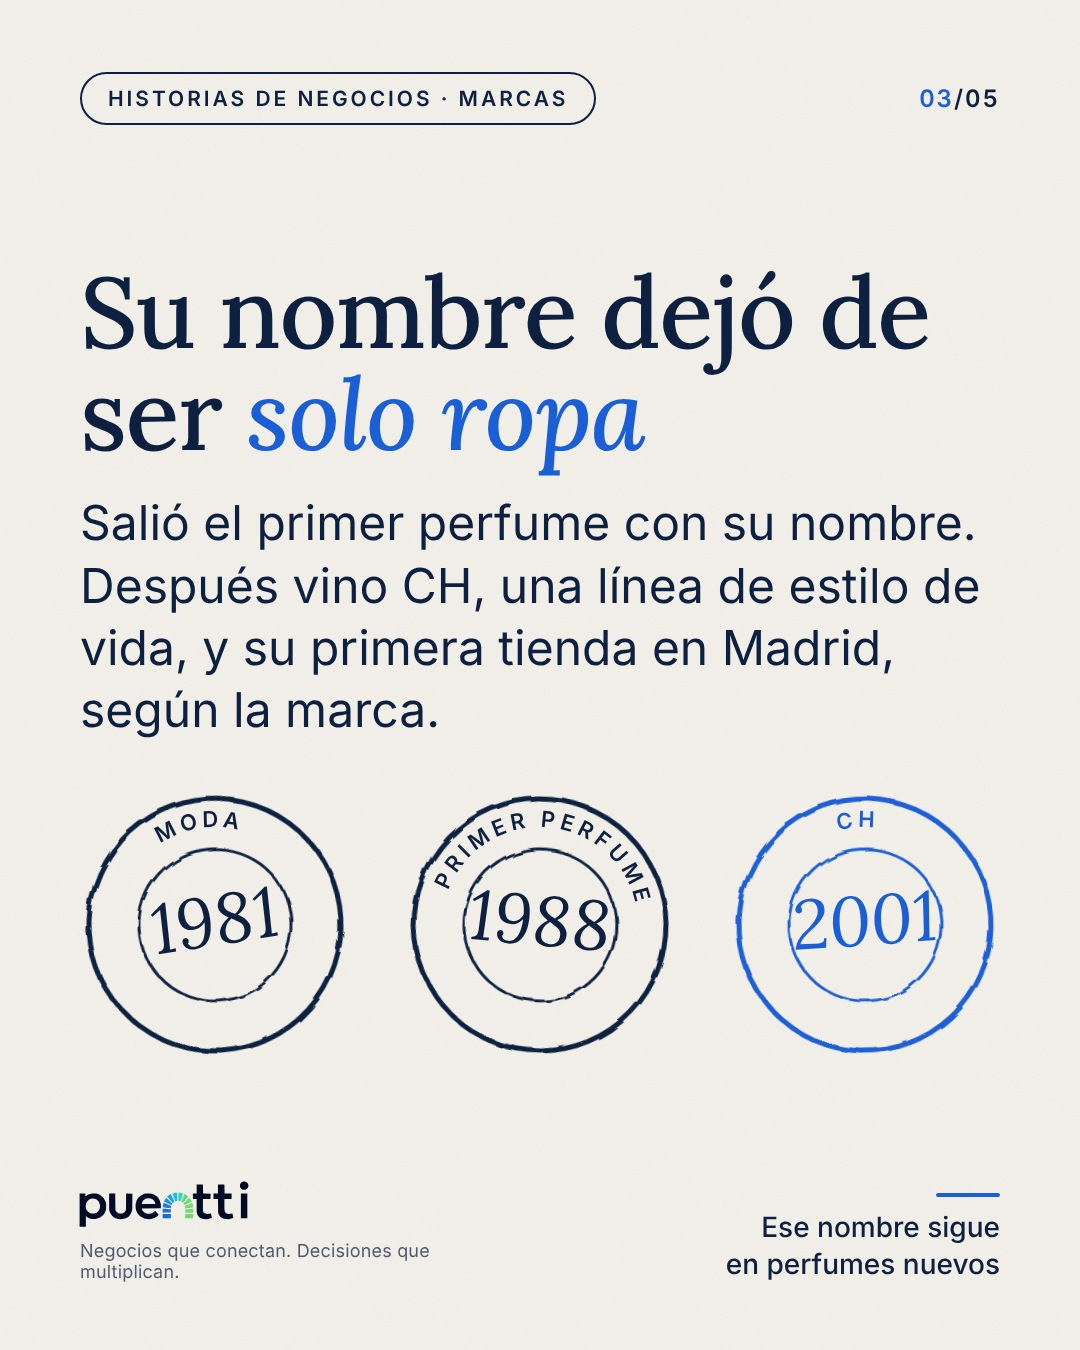 HISTORIAS DE NEGOCIOS · MARCAS
03/05
Su nombre dejó de
ser solo ropa
Salió el primer perfume con su nombre.
Después vino CH, una línea de estilo de
vida, y su primera tienda en Madrid,
según la marca.
MODA
1981
PRIMER PERFUME
1988
CH
2001
puentti
Negocios que conectan. Decisiones que
multiplican.
Ese nombre sigue
en perfumes nuevos